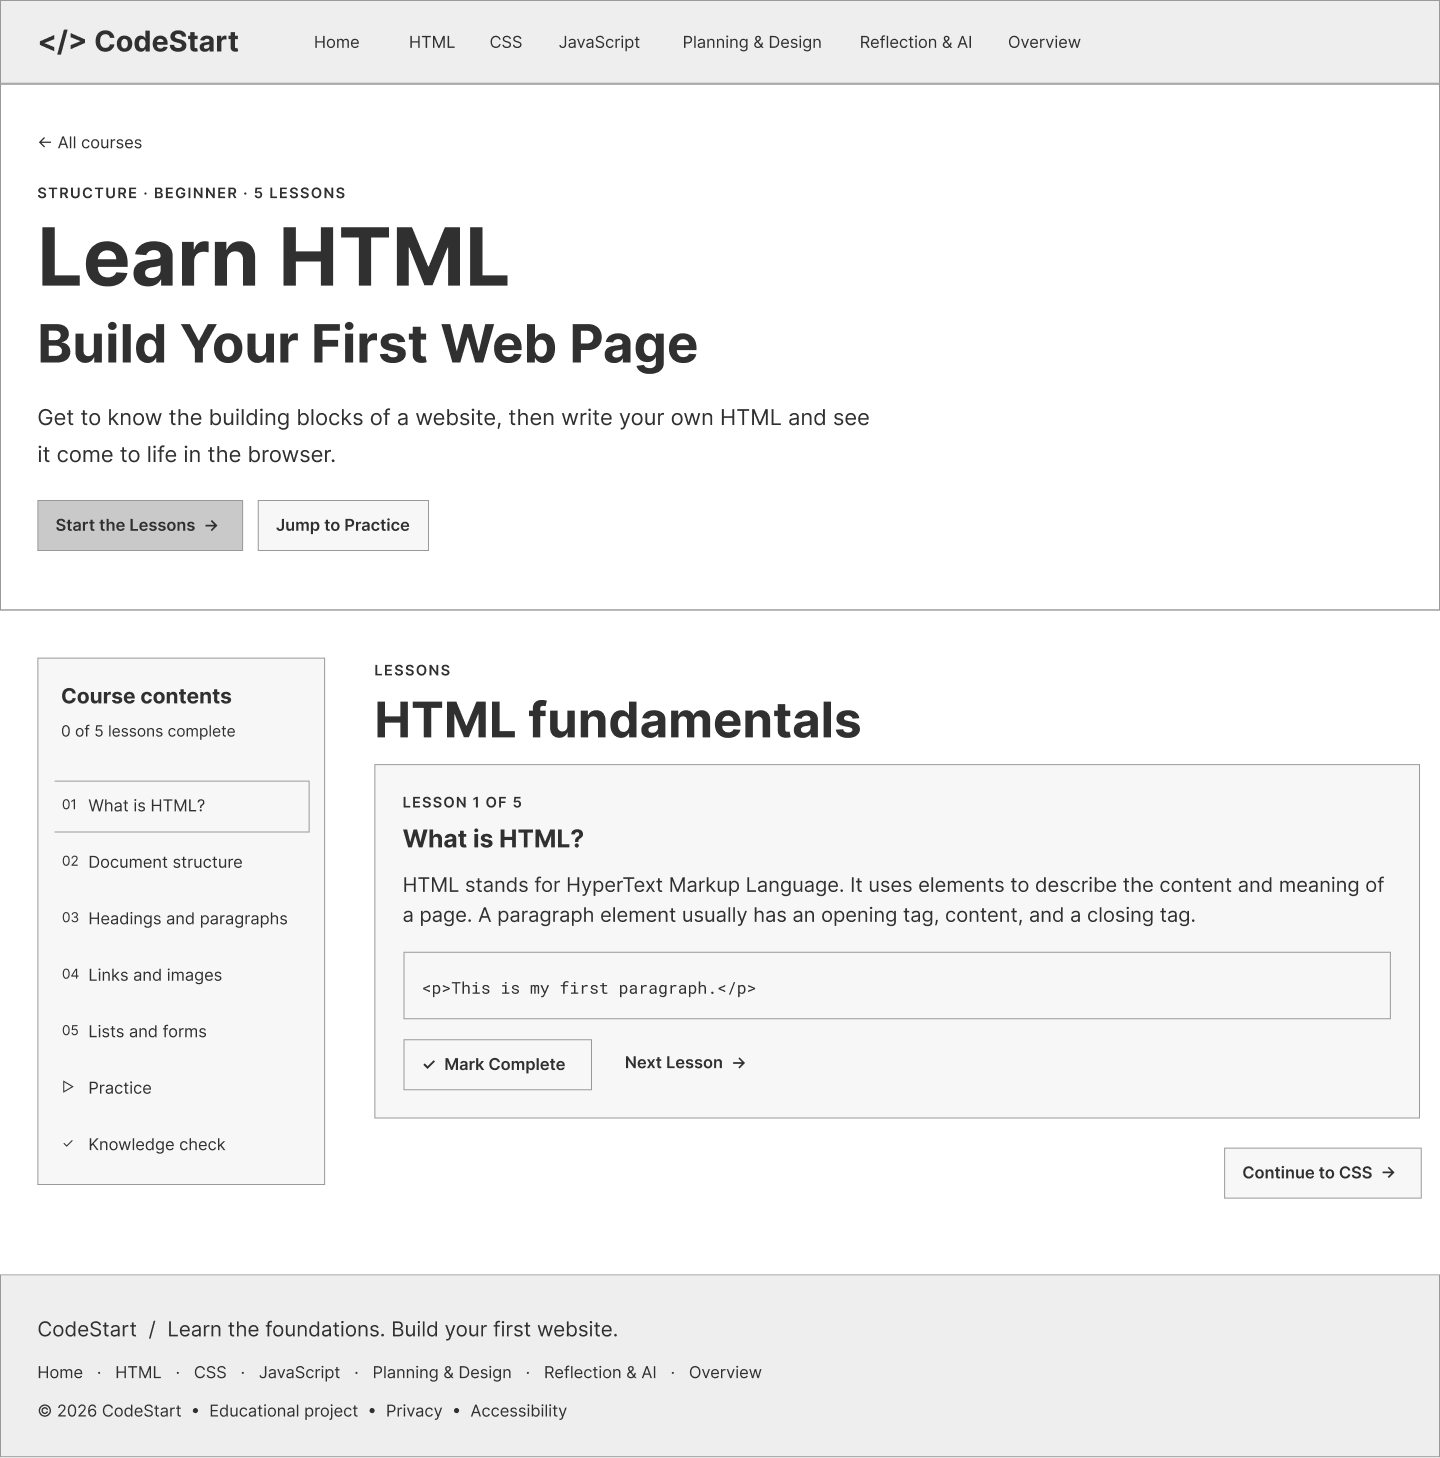 </> CodeStart Home HTML CSS JavaScript Planning & Design Reflection & AI Overview
← All courses
STRUCTURE · BEGINNER · 5 LESSONS
Learn HTML
Build Your First Web Page
Get to know the building blocks of a website, then write your own HTML and see
it come to life in the browser.
Start the Lessons → Jump to Practice
Course contents
0 of 5 lessons complete
01 What is HTML?
02 Document structure
03 Headings and paragraphs
04 Links and images
05 Lists and forms
▷ Practice
✓ Knowledge check
LESSONS
HTML fundamentals
LESSON 1 OF 5
What is HTML?
HTML stands for HyperText Markup Language. It uses elements to describe the content and meaning of
a page. A paragraph element usually has an opening tag, content, and a closing tag.
<p>This is my first paragraph.</p>
✓ Mark Complete Next Lesson →
Continue to CSS →
CodeStart / Learn the foundations. Build your first website.
Home · HTML · CSS · JavaScript · Planning & Design · Reflection & AI · Overview
© 2026 CodeStart • Educational project • Privacy • Accessibility